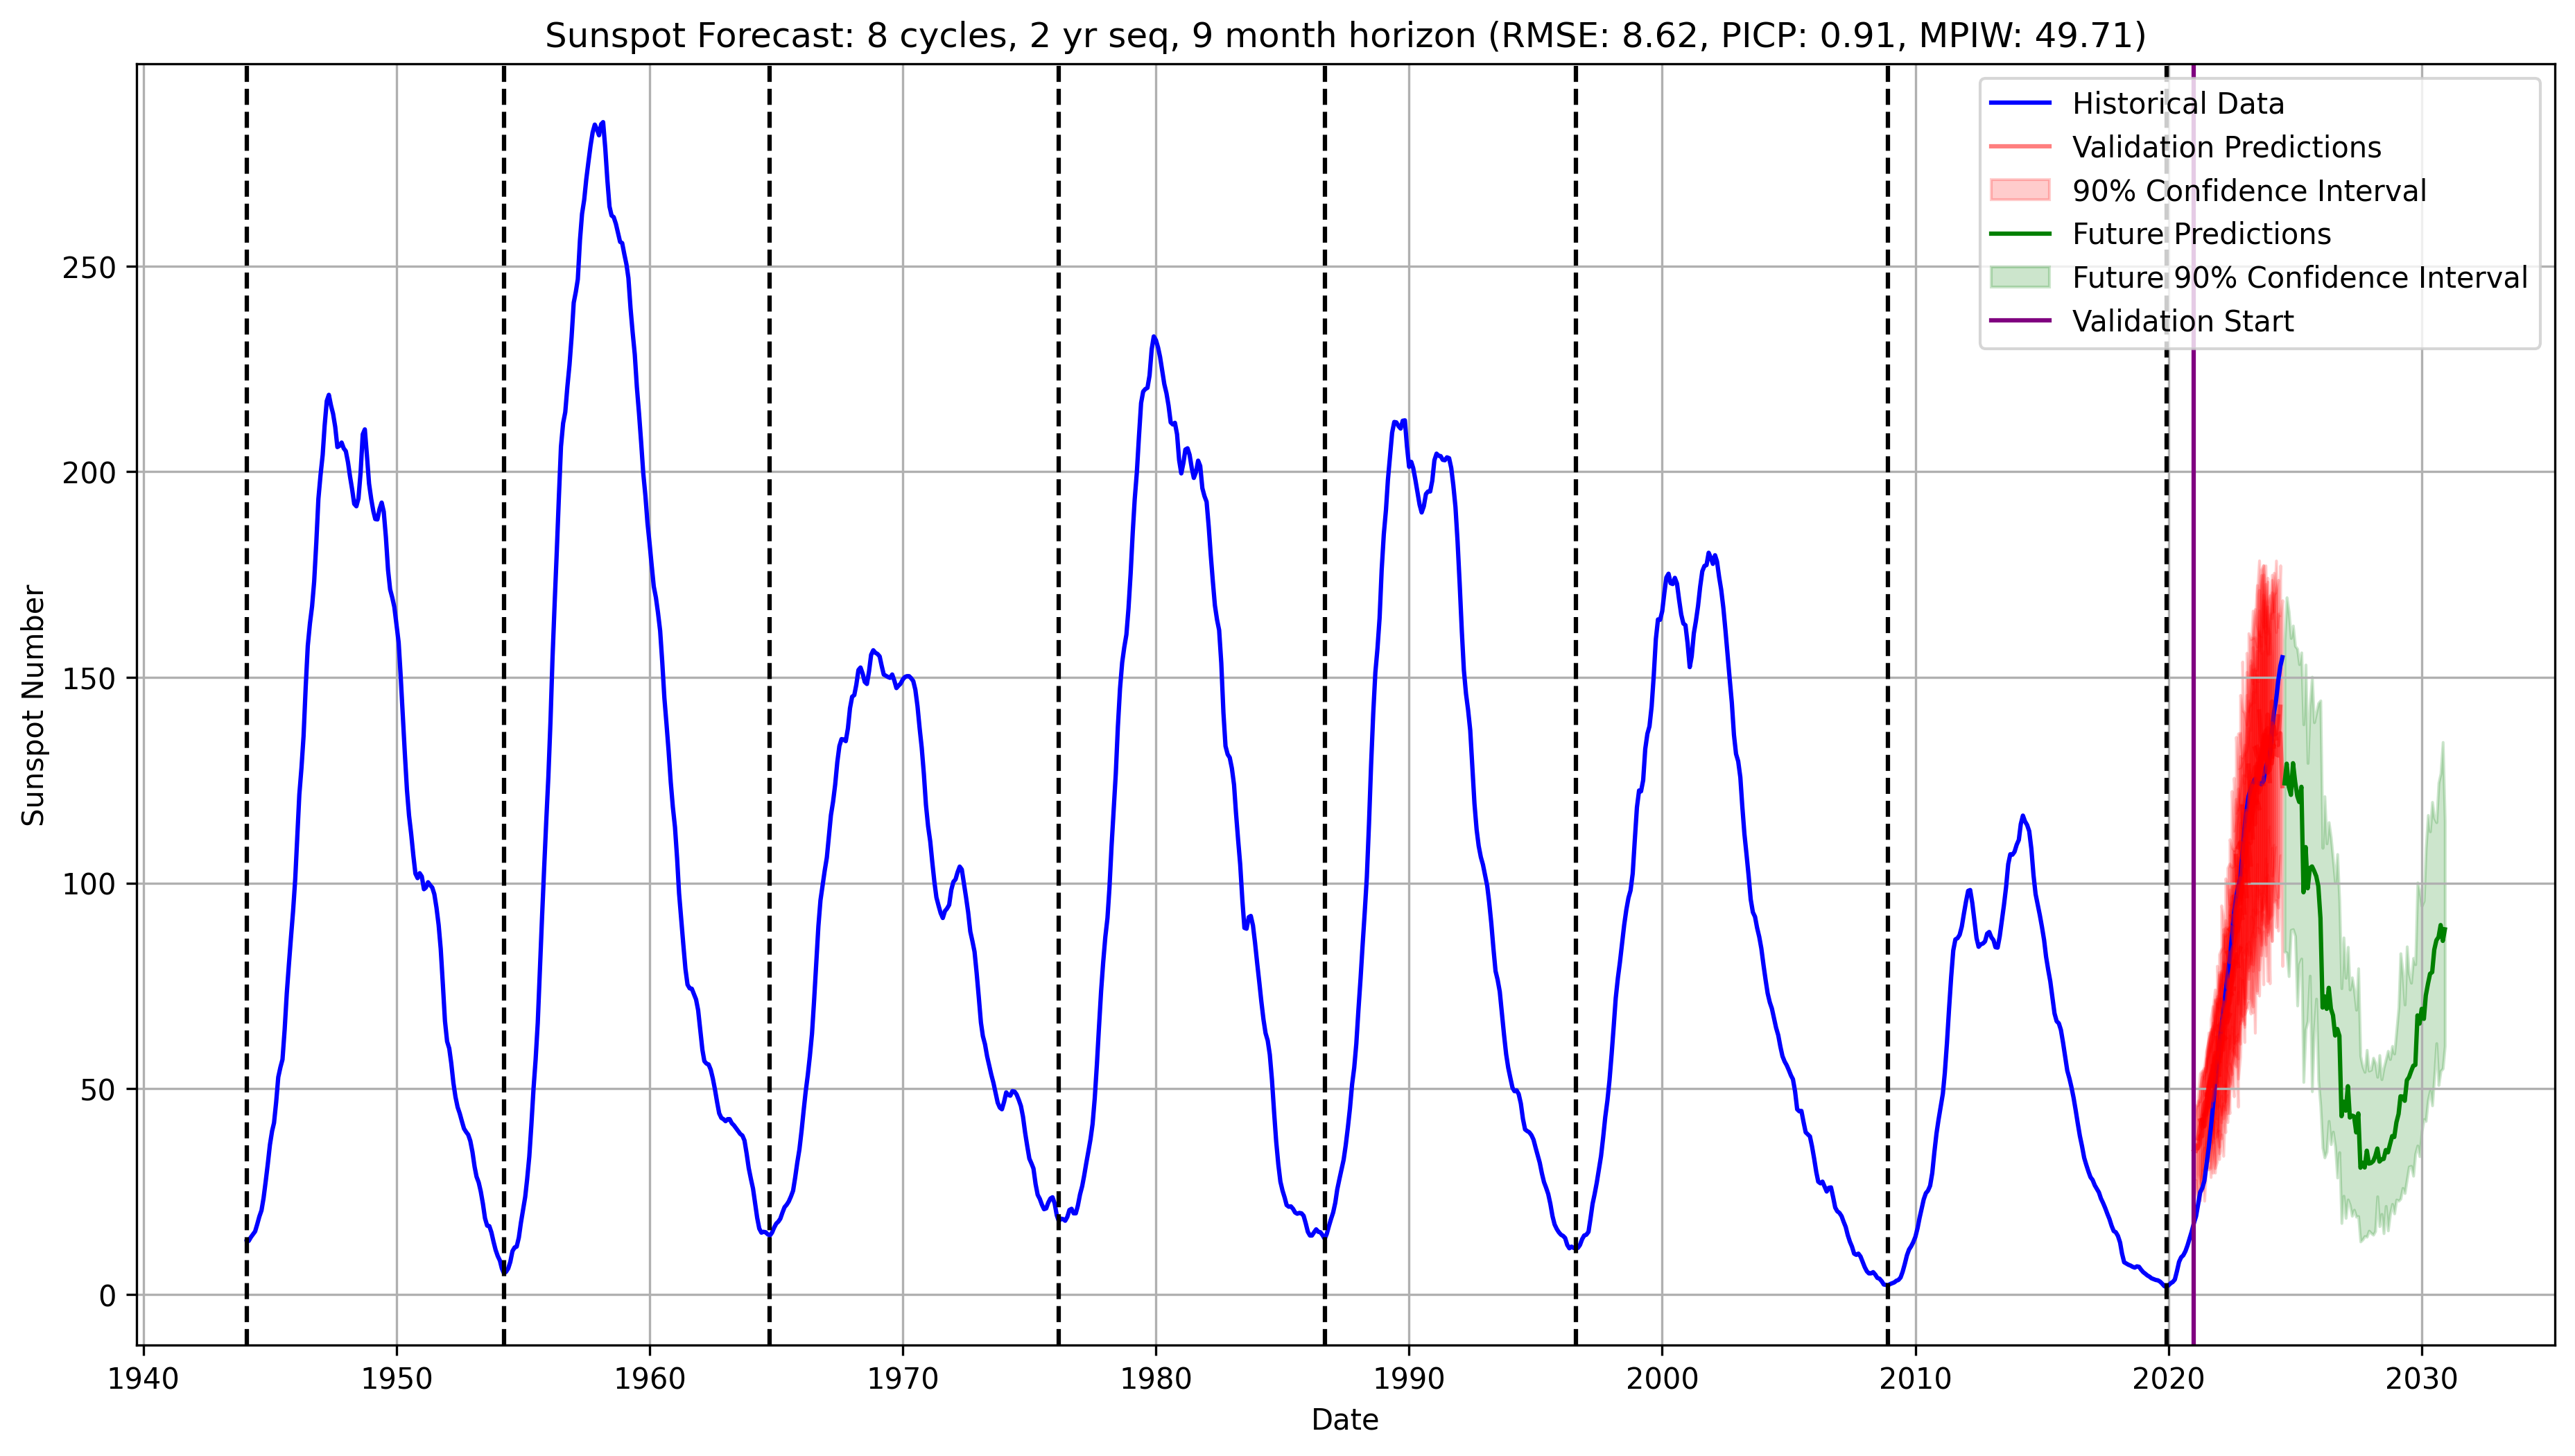 Sunspot Forecast: 8 cycles, 2 yr seq, 9 month horizon (RMSE: 8.62, PICP: 0.91, MPIW: 49.71)
Historical Data
Validation Predictions
90% Confidence Interval
Future Predictions
Future 90% Confidence Interval
Validation Start
Sunspot Number
250
200
150
100
50
0
1940 1950 1960 1970 1980 1990 2000 2010 2020 2030
Date